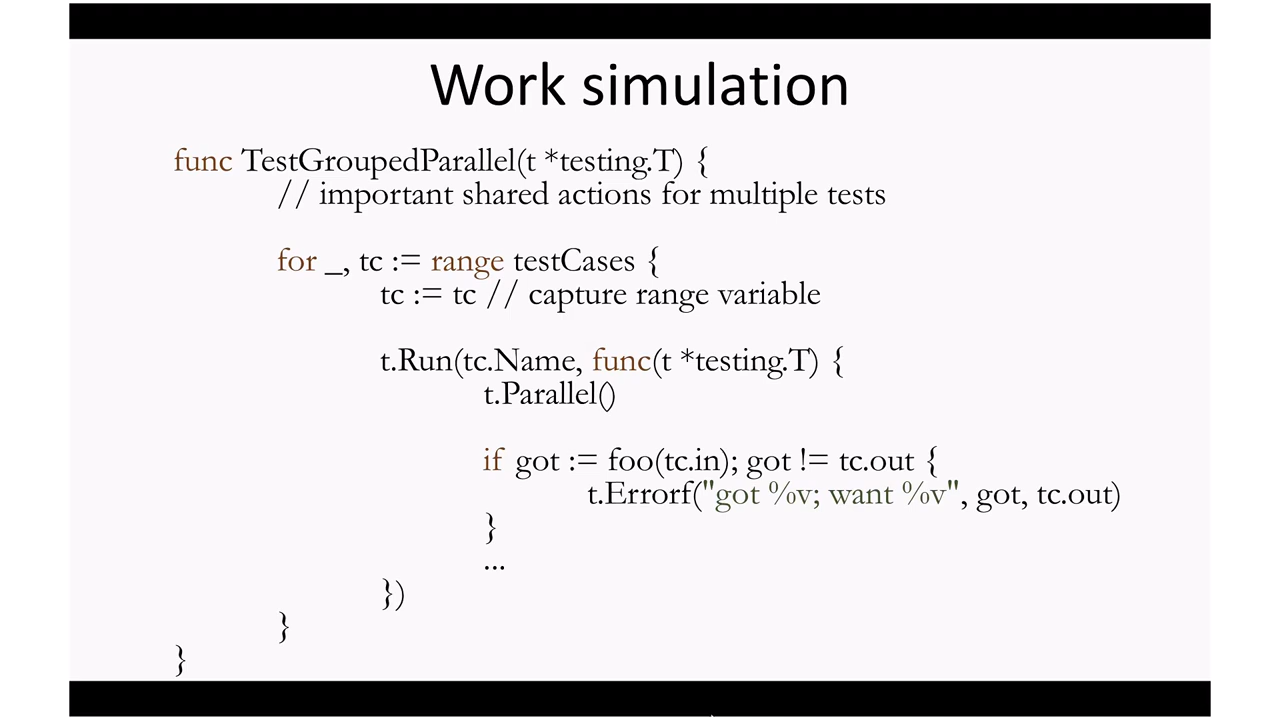 Work simulation
func TestGroupedParallel(t *testing.T) {
// important shared actions for multiple tests
for _, tc := range testCases {
tc := tc // capture range variable
t.Run(tc.Name, func(t *testing.T) {
t.Parallel()
if got := foo(tc.in); got != tc.out {
t.Errorf("got %v; want %v", got, tc.out)
}
...
})
}
}